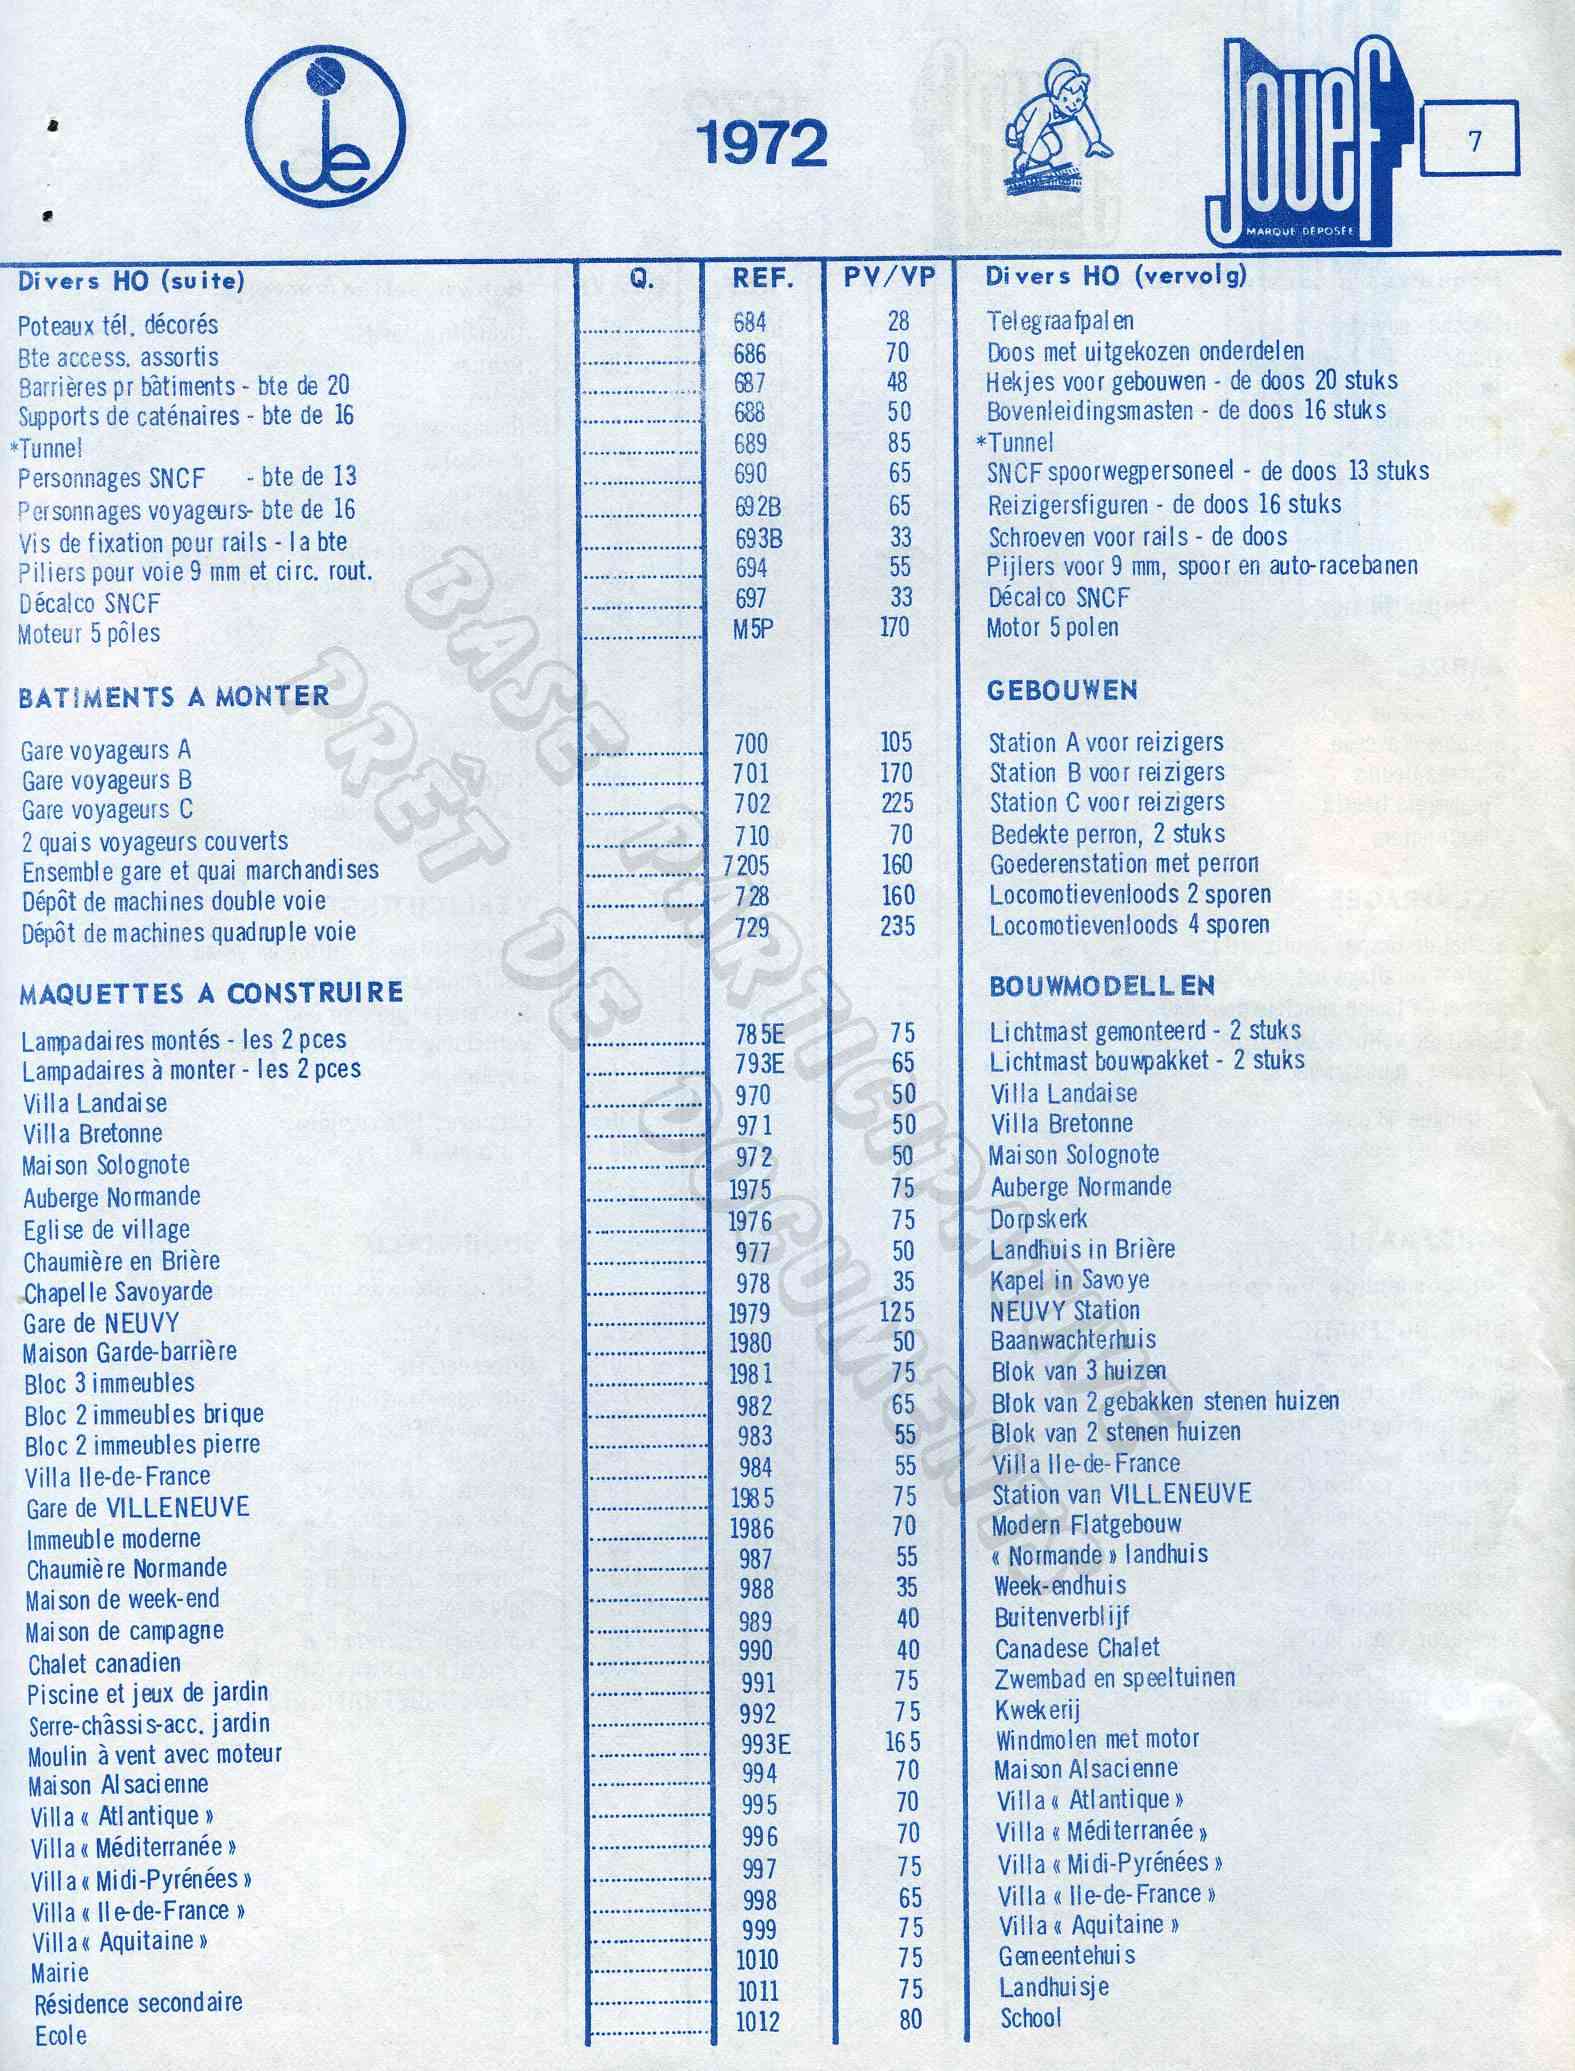 je
1972
Jouef
MARQUE DÉPOSÉE
7
Divers HO (suite) Q. REF. PV/VP Divers HO (vervolg)
Poteaux tél. décorés 684 28 Telegraafpalen
Bte access. assortis 686 70 Doos met uitgekozen onderdelen
Barrières pr bâtiments - bte de 20 687 48 Hekjes voor gebouwen - de doos 20 stuks
Supports de caténaires - bte de 16 688 50 Bovenleidingsmasten - de doos 16 stuks
*Tunnel 689 85 *Tunnel
Personnages SNCF - bte de 13 690 65 SNCF spoorwegpersoneel - de doos 13 stuks
Personnages voyageurs- bte de 16 692B 65 Reizigersfiguren - de doos 16 stuks
Vis de fixation pour rails - la bte 693B 33 Schroeven voor rails - de doos
Piliers pour voie 9 mm et circ. rout. 694 55 Pijlers voor 9 mm, spoor en auto-racebanen
Décalco SNCF 697 33 Décalco SNCF
Moteur 5 pôles M5P 170 Motor 5 polen
BATIMENTS A MONTER GEBOUWEN
Gare voyageurs A 700 105 Station A voor reizigers
Gare voyageurs B 701 170 Station B voor reizigers
Gare voyageurs C 702 225 Station C voor reizigers
2 quais voyageurs couverts 710 70 Bedekte perron, 2 stuks
Ensemble gare et quai marchandises 7205 160 Goederenstation met perron
Dépôt de machines double voie 728 160 Locomotievenloods 2 sporen
Dépôt de machines quadruple voie 729 235 Locomotievenloods 4 sporen
MAQUETTES A CONSTRUIRE BOUWMODELLEN
Lampadaires montés - les 2 pces 785E 75 Lichtmast gemonteerd - 2 stuks
Lampadaires à monter - les 2 pces 793E 65 Lichtmast bouwpakket - 2 stuks
Villa Landaise 970 50 Villa Landaise
Villa Bretonne 971 50 Villa Bretonne
Maison Solognote 972 50 Maison Solognote
Auberge Normande 1975 75 Auberge Normande
Eglise de village 1976 75 Dorpskerk
Chaumière en Brière 977 50 Landhuis in Brière
Chapelle Savoyarde 978 35 Kapel in Savoye
Gare de NEUVY 1979 125 NEUVY Station
Maison Garde-barrière 1980 50 Baanwachterhuis
Bloc 3 immeubles 1981 75 Blok van 3 huizen
Bloc 2 immeubles brique 982 65 Blok van 2 gebakken stenen huizen
Bloc 2 immeubles pierre 983 55 Blok van 2 stenen huizen
Villa Ile-de-France 984 55 Villa Ile-de-France
Gare de VILLENEUVE 1985 75 Station van VILLENEUVE
Immeuble moderne 1986 70 Modern Flatgebouw
Chaumière Normande 987 55 « Normande » landhuis
Maison de week-end 988 35 Week-endhuis
Maison de campagne 989 40 Buitenverblijf
Chalet canadien 990 40 Canadese Chalet
Piscine et jeux de jardin 991 75 Zwembad en speeltuinen
Serre-châssis-acc. jardin 992 75 Kwekerij
Moulin à vent avec moteur 993E 165 Windmolen met motor
Maison Alsacienne 994 70 Maison Alsacienne
Villa « Atlantique » 995 70 Villa « Atlantique »
Villa « Méditerranée » 996 70 Villa « Méditerranée »
Villa « Midi-Pyrénées » 997 75 Villa « Midi-Pyrénées »
Villa « Ile-de-France » 998 65 Villa « Ile-de-France »
Villa « Aquitaine » 999 75 Villa « Aquitaine »
Mairie 1010 75 Gemeentehuis
Résidence secondaire 1011 75 Landhuisje
Ecole 1012 80 School
BASE PARTICIPATIVE
PRÊT DE DOCUMENTS